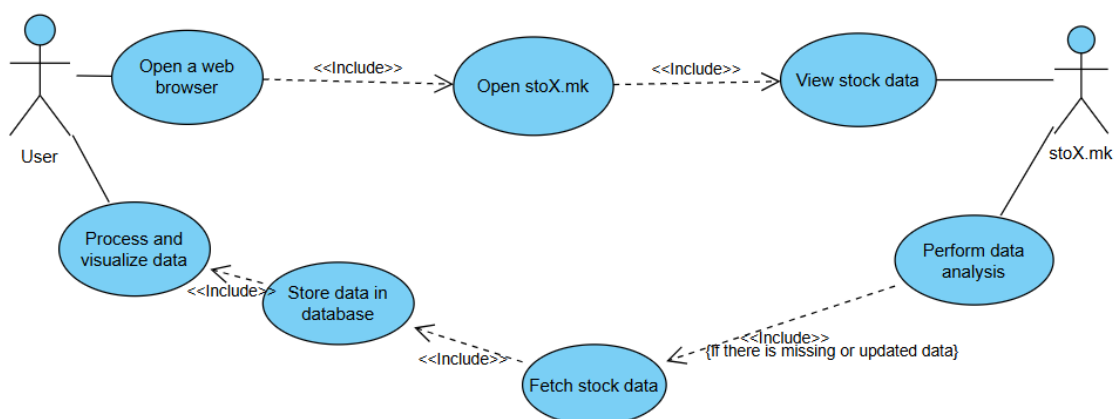 Open a web
browser
<<Include>>
Open stoX.mk
<<Include>>
View stock data
User
stoX.mk
Process and
visualize data
<<Include>>
Store data in
database
<<Include>>
Fetch stock data
<<Include>>
{If there is missing or updated data}
Perform data
analysis